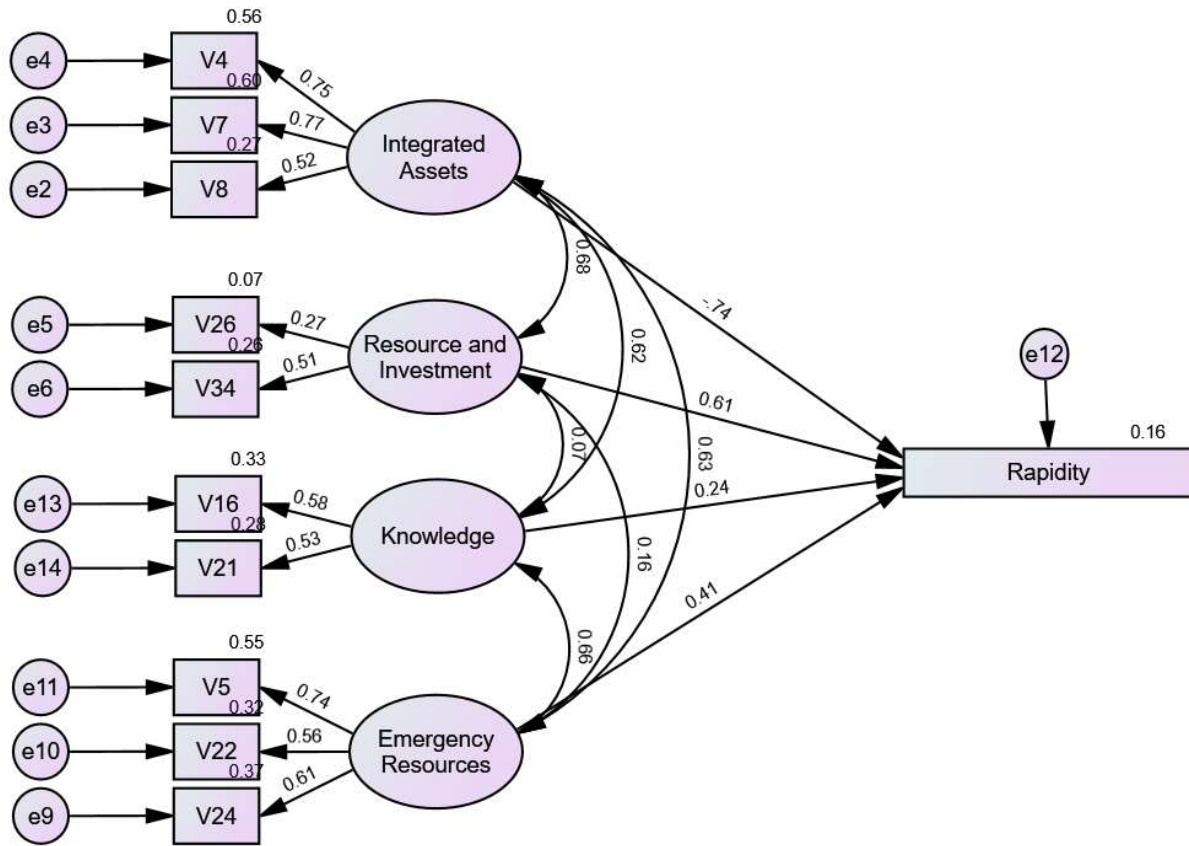 0.56
e4
V4
0.75
0.60
e3
V7
0.77
0.27
e2
V8
0.52
Integrated
Assets
0.68
-.74
0.62
0.07
e5
V26
0.27
0.26
e6
V34
0.51
Resource and
Investment
0.61
0.63
0.07
e12
0.16
Rapidity
0.33
e13
V16
0.58
0.28
e14
V21
0.53
Knowledge
0.24
0.16
0.41
0.66
0.55
e11
V5
0.74
0.32
e10
V22
0.56
0.37
e9
V24
0.61
Emergency
Resources